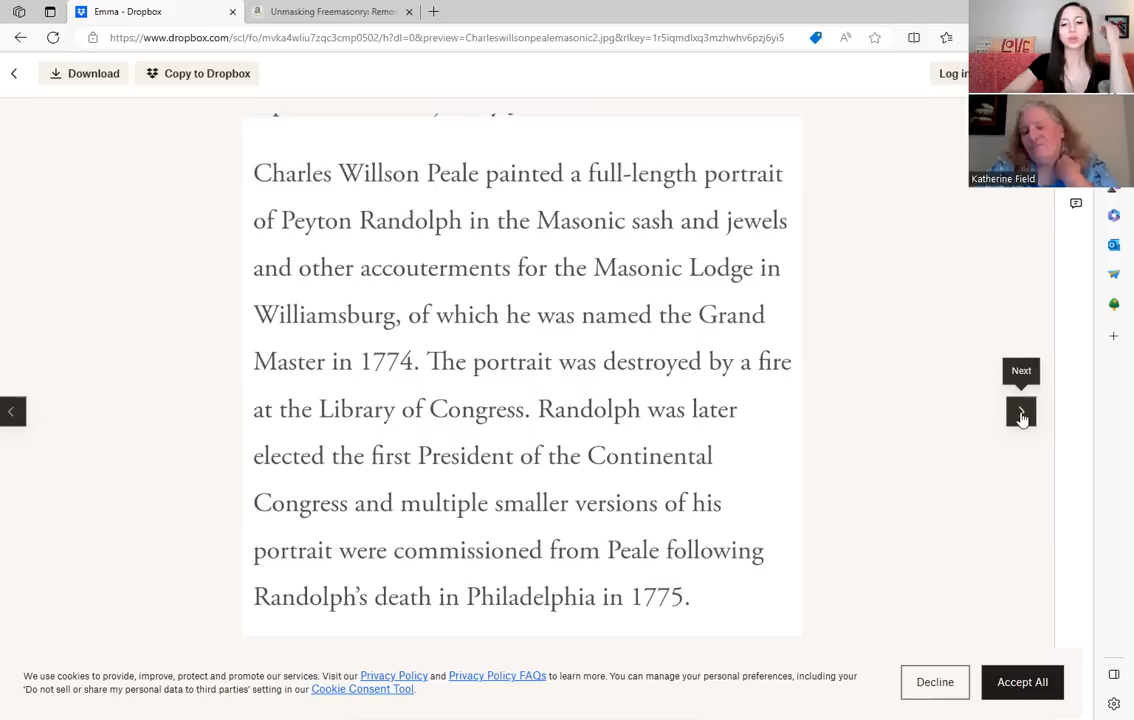 Emma - Dropbox
Unmasking Freemasonry: Remo
https://www.dropbox.com/scl/fo/mvka4wliu7zqc3cmp0502/h?dl=0&preview=Charleswillsonpealemasonic2.jpg&rlkey=1r5iqmdlxq3mzhwhv6pzj6yi5
Download
Copy to Dropbox
Log in
LOVE
Katherine Field
Charles Willson Peale painted a full-length portrait
of Peyton Randolph in the Masonic sash and jewels
and other accouterments for the Masonic Lodge in
Williamsburg, of which he was named the Grand
Master in 1774. The portrait was destroyed by a fire
at the Library of Congress. Randolph was later
elected the first President of the Continental
Congress and multiple smaller versions of his
portrait were commissioned from Peale following
Randolph's death in Philadelphia in 1775.
Next
We use cookies to provide, improve, protect and promote our services. Visit our Privacy Policy and Privacy Policy FAQs to learn more. You can manage your personal preferences, including your
'Do not sell or share my personal data to third parties' setting in our Cookie Consent Tool.
Decline
Accept All